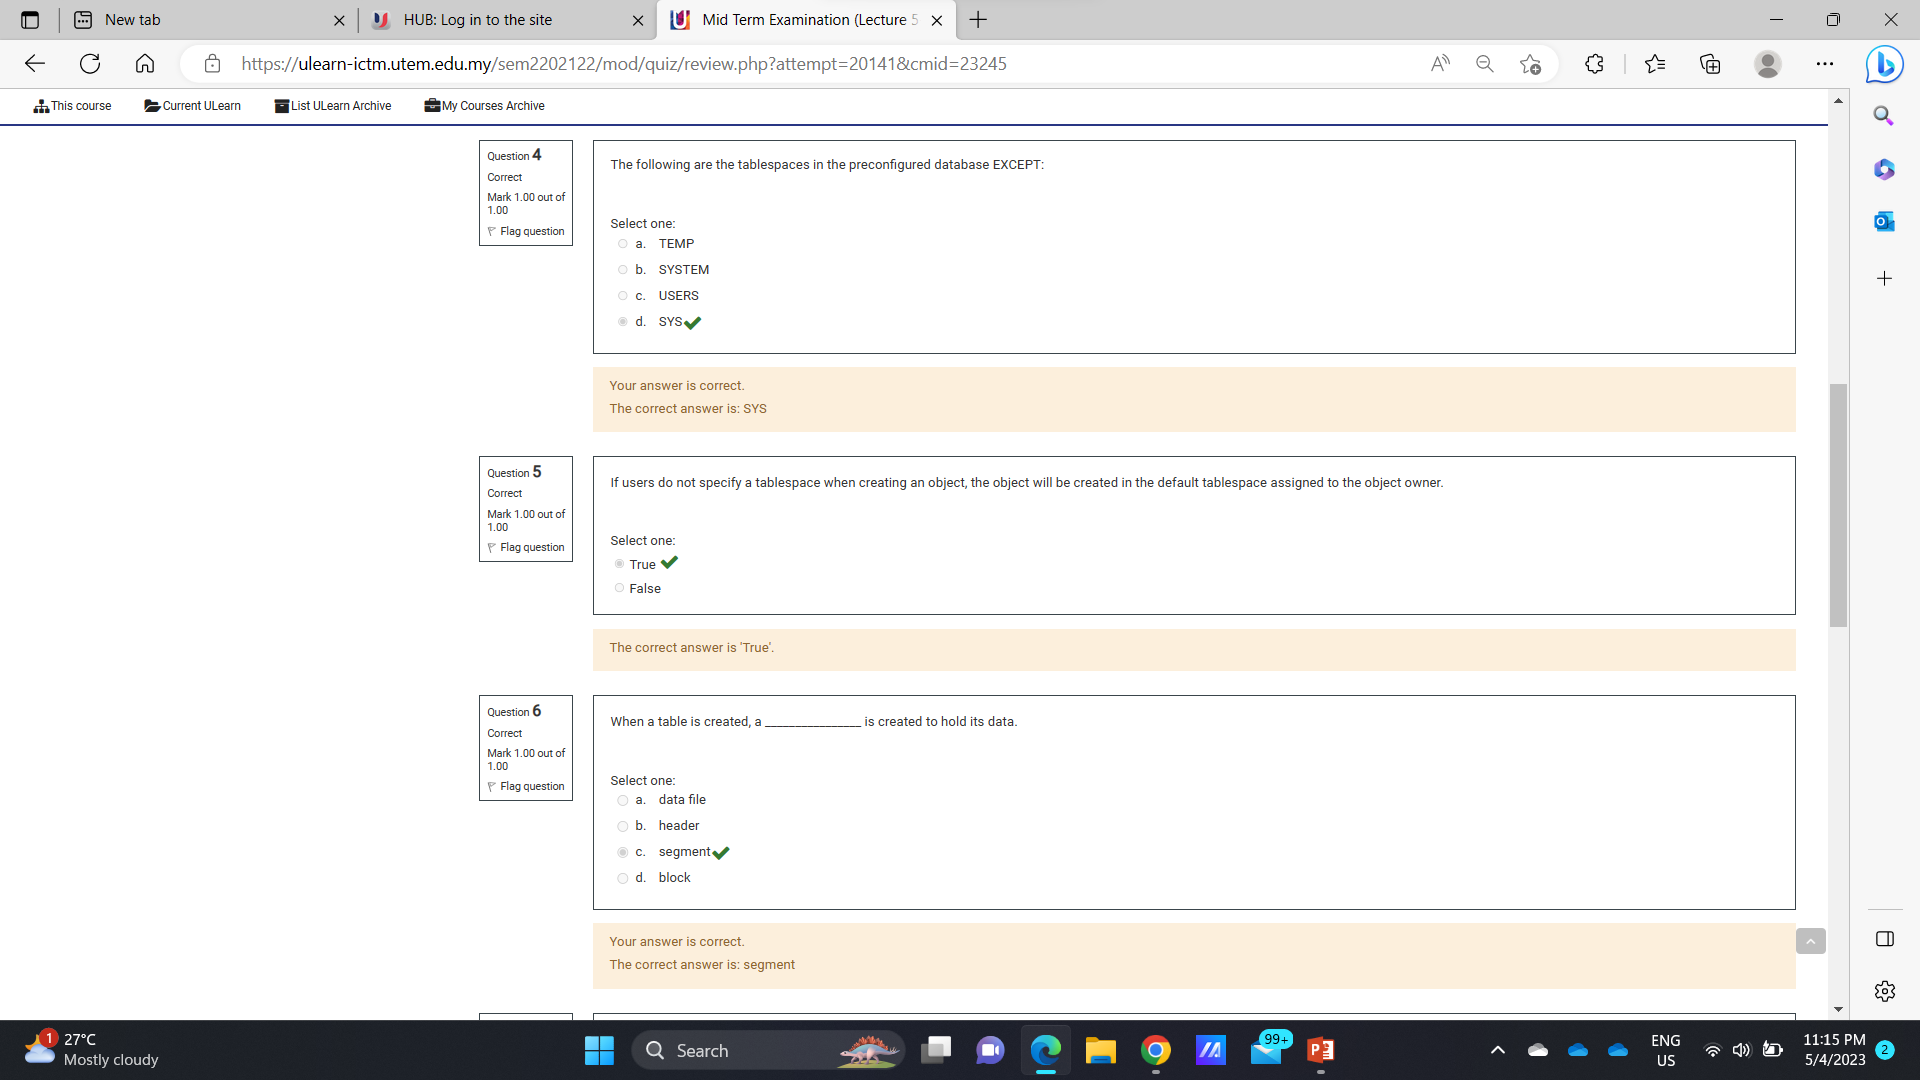 New tab
HUB: Log in to the site
Mid Term Examination (Lecture 5
https://ulearn-ictm.utem.edu.my/sem2202122/mod/quiz/review.php?attempt=20141&cmid=23245
This course
Current ULearn
List ULearn Archive
My Courses Archive
Question 4
Correct
Mark 1.00 out of
1.00
Flag question
The following are the tablespaces in the preconfigured database EXCEPT:
Select one:
a. TEMP
b. SYSTEM
c. USERS
d. SYS
Your answer is correct.
The correct answer is: SYS
Question 5
Correct
Mark 1.00 out of
1.00
Flag question
If users do not specify a tablespace when creating an object, the object will be created in the default tablespace assigned to the object owner.
Select one:
True
False
The correct answer is 'True'.
Question 6
Correct
Mark 1.00 out of
1.00
Flag question
When a table is created, a ________________ is created to hold its data.
Select one:
a. data file
b. header
c. segment
d. block
Your answer is correct.
The correct answer is: segment
1
27°C
Mostly cloudy
Search
99+
ENG
US
11:15 PM
5/4/2023
2